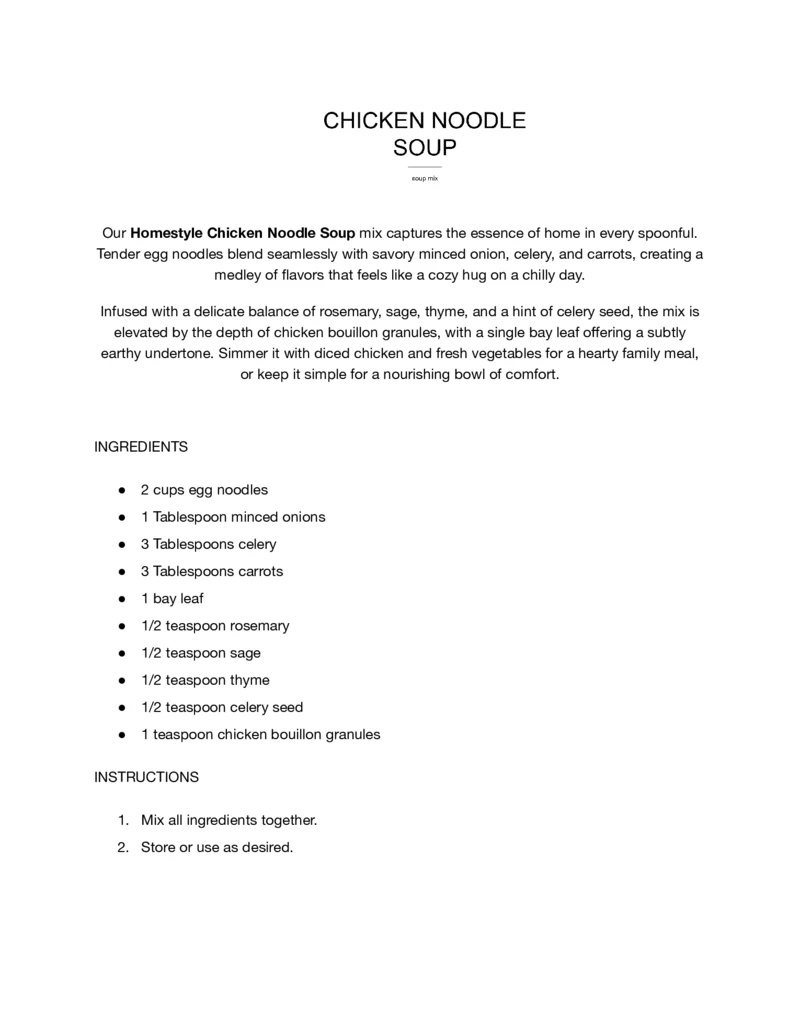 CHICKEN NOODLE
SOUP
soup mix
Our Homestyle Chicken Noodle Soup mix captures the essence of home in every spoonful.
Tender egg noodles blend seamlessly with savory minced onion, celery, and carrots, creating a
medley of flavors that feels like a cozy hug on a chilly day.
Infused with a delicate balance of rosemary, sage, thyme, and a hint of celery seed, the mix is
elevated by the depth of chicken bouillon granules, with a single bay leaf offering a subtly
earthy undertone. Simmer it with diced chicken and fresh vegetables for a hearty family meal,
or keep it simple for a nourishing bowl of comfort.
INGREDIENTS
● 2 cups egg noodles
● 1 Tablespoon minced onions
● 3 Tablespoons celery
● 3 Tablespoons carrots
● 1 bay leaf
● 1/2 teaspoon rosemary
● 1/2 teaspoon sage
● 1/2 teaspoon thyme
● 1/2 teaspoon celery seed
● 1 teaspoon chicken bouillon granules
INSTRUCTIONS
1. Mix all ingredients together.
2. Store or use as desired.